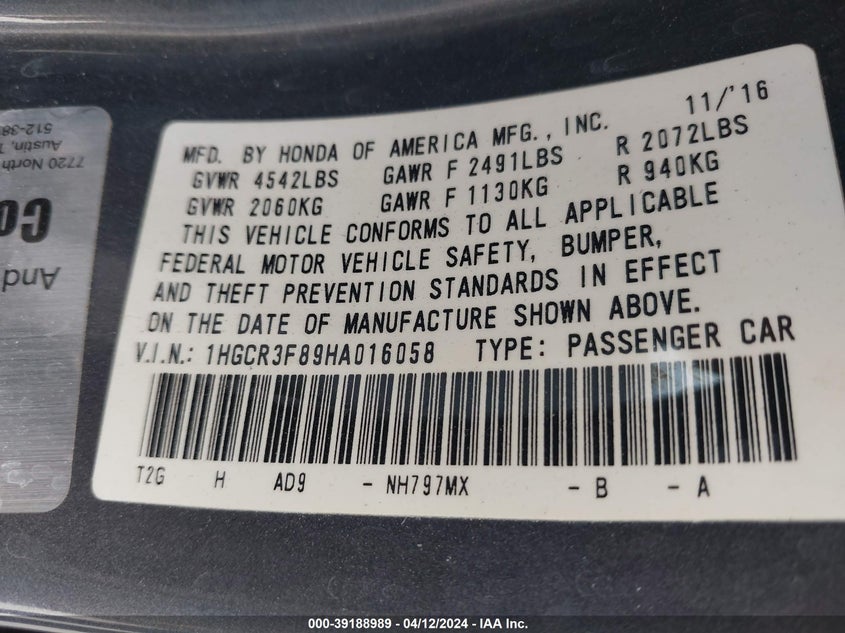 11/'16
MFD. BY HONDA OF AMERICA MFG., INC.
GVWR 4542LBS GAWR F 2491LBS R 2072LBS
GVWR 2060KG GAWR F 1130KG R 940KG
THIS VEHICLE CONFORMS TO ALL APPLICABLE
FEDERAL MOTOR VEHICLE SAFETY, BUMPER,
AND THEFT PREVENTION STANDARDS IN EFFECT
ON THE DATE OF MANUFACTURE SHOWN ABOVE.
V.I.N.: 1HGCR3F89HA016058 TYPE: PASSENGER CAR
T2G H AD9 - NH797MX - B - A
7720 North
Austin,
000-39188989 - 04/12/2024 - IAA Inc.